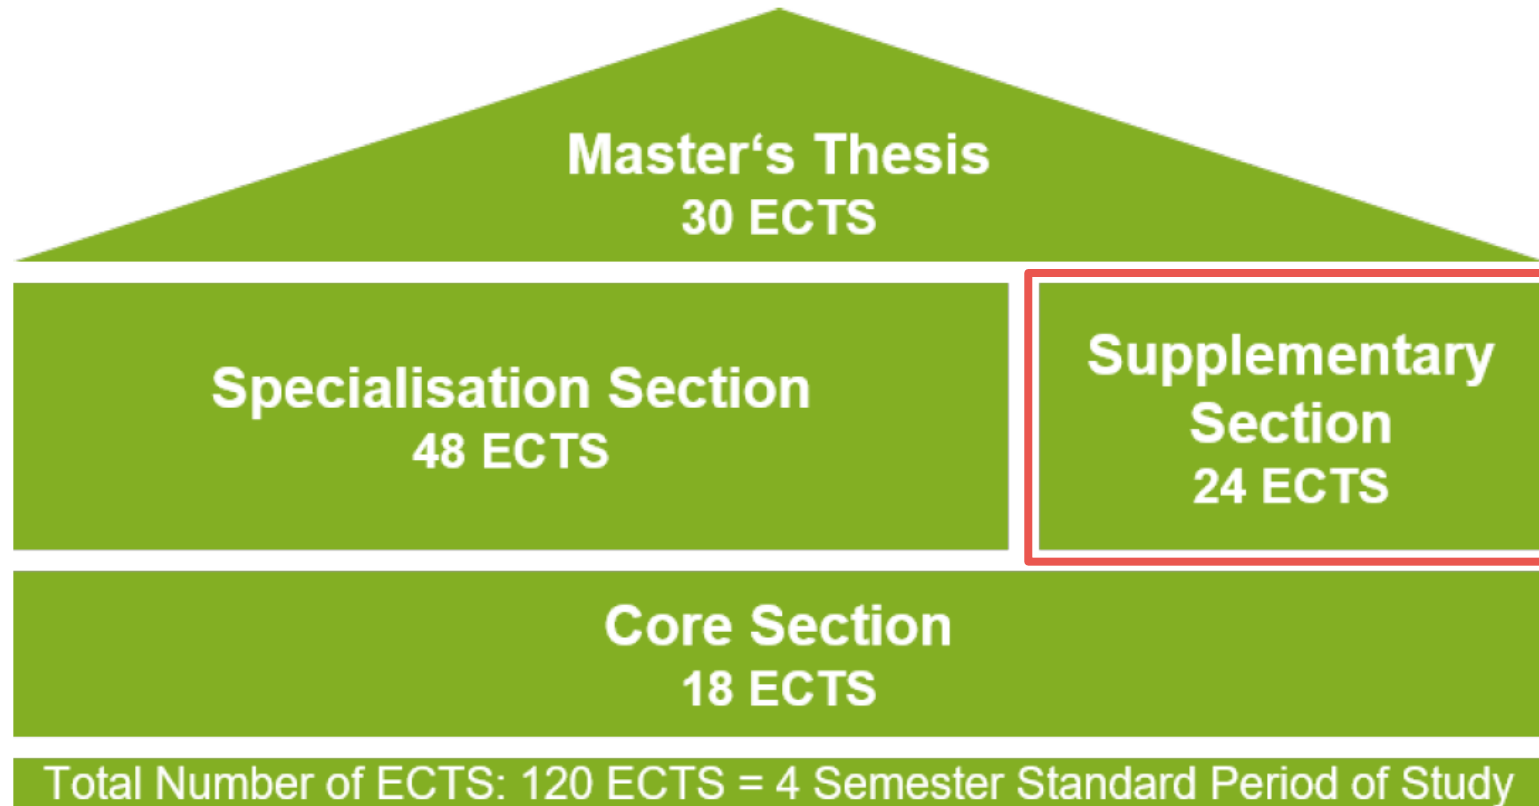 Master‘s Thesis
30 ECTS
Specialisation Section
48 ECTS
Supplementary
Section
24 ECTS
Core Section
18 ECTS
Total Number of ECTS: 120 ECTS = 4 Semester Standard Period of Study